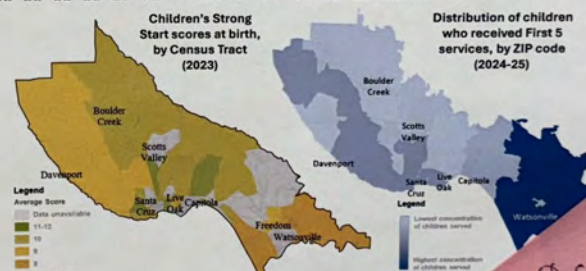 Children's Strong
Start scores at birth,
by Census Tract
(2023)
Boulder
Creek
Scotts
Valley
Davenport
Santa
Cruz
Live
Oak
Capitola
Freedom
Watsonville
Legend
Average Score
Data unavailable
11-12
10
9
8
Distribution of children
who received First 5
services, by ZIP code
(2024-25)
Boulder
Creek
Scotts
Valley
Davenport
Santa
Cruz
Live
Oak
Capitola
Watsonville
Legend
Lowest concentration
of children served
Highest concentration
of children served